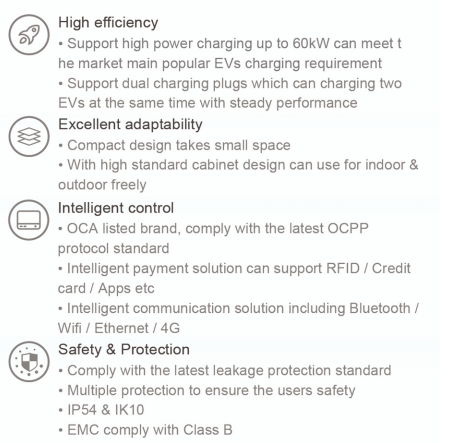 High efficiency
• Support high power charging up to 60kW can meet t
he market main popular EVs charging requirement
• Support dual charging plugs which can charging two
EVs at the same time with steady performance
Excellent adaptability
• Compact design takes small space
• With high standard cabinet design can use for indoor &
outdoor freely
Intelligent control
• OCA listed brand, comply with the latest OCPP
protocol standard
• Intelligent payment solution can support RFID / Credit
card / Apps etc
• Intelligent communication solution including Bluetooth /
Wifi / Ethernet / 4G
Safety & Protection
• Comply with the latest leakage protection standard
• Multiple protection to ensure the users safety
• IP54 & IK10
• EMC comply with Class B